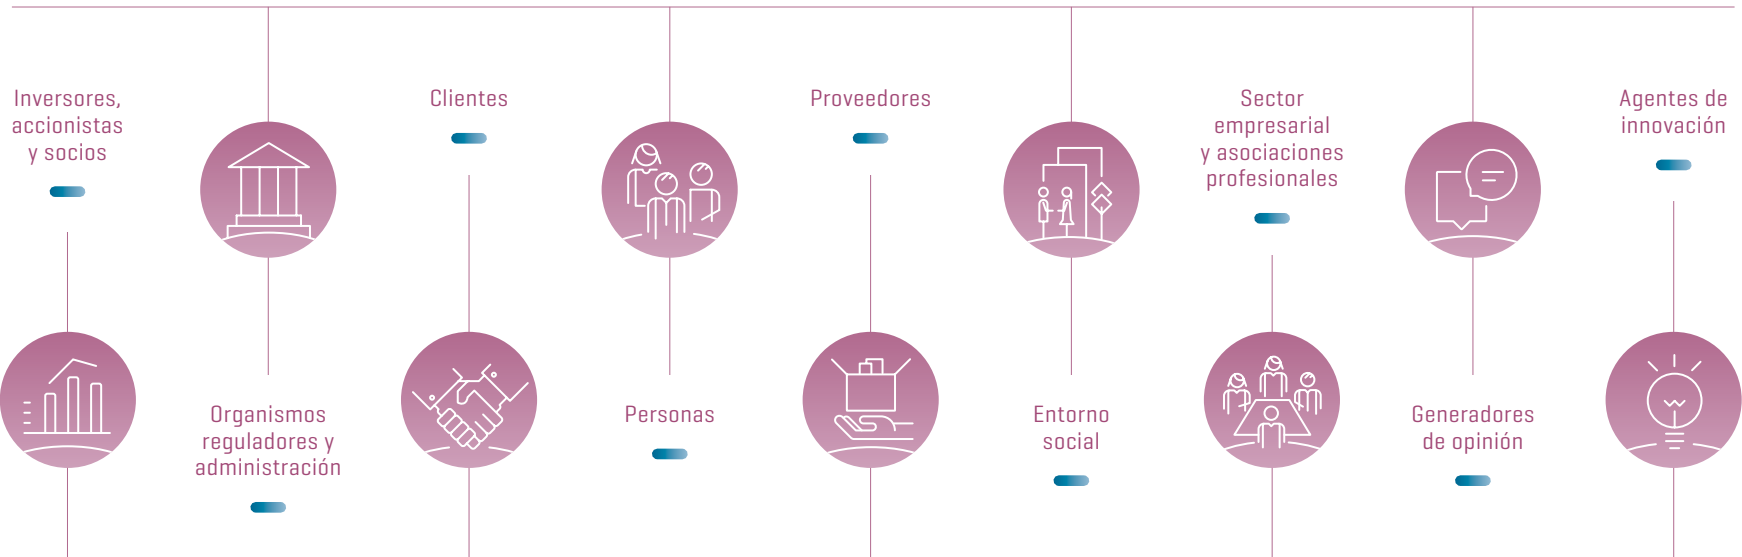 Inversores,
accionistas
y socios
Organismos
reguladores y
administración
Clientes
Personas
Proveedores
Entorno
social
Sector
empresarial
y asociaciones
profesionales
Generadores
de opinión
Agentes de
innovación